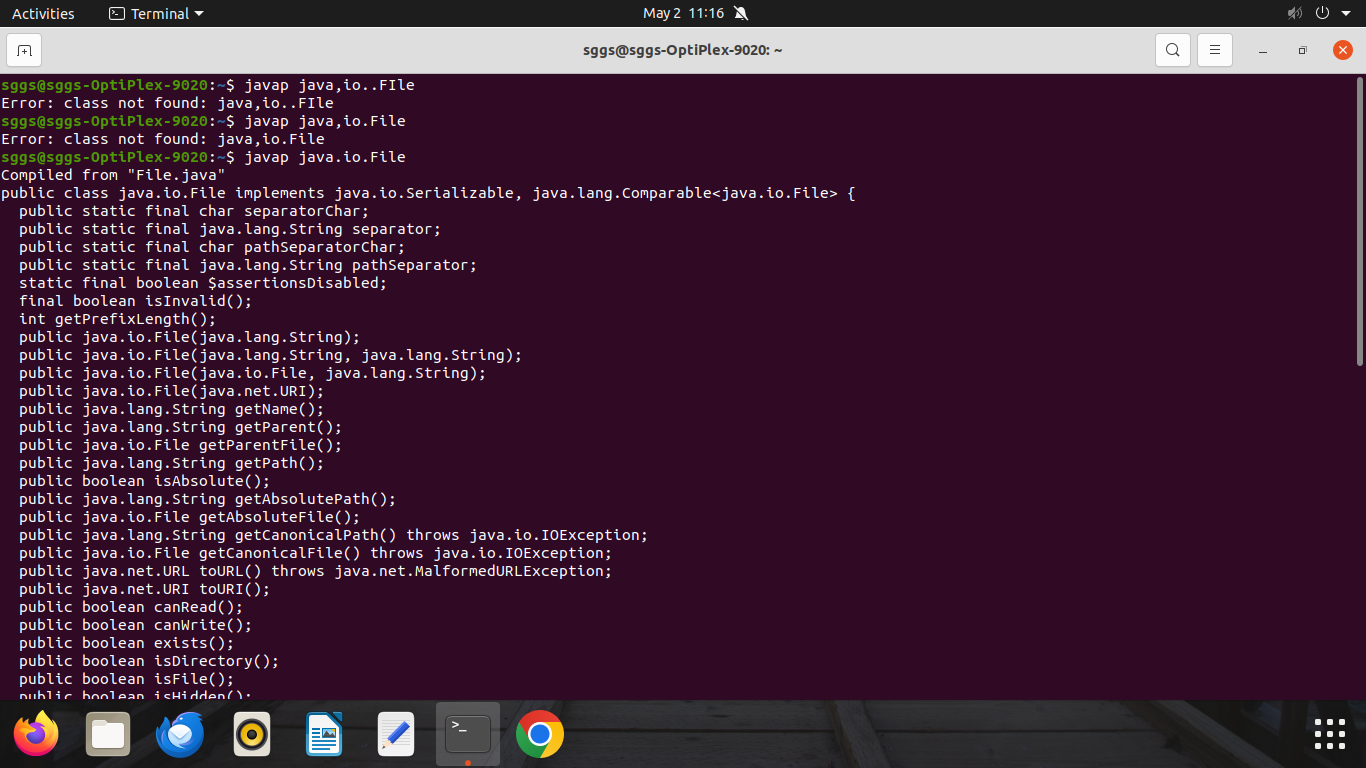 Activities
Terminal
May 2 11:16
sggs@sggs-OptiPlex-9020: ~
sggs@sggs-OptiPlex-9020:~$ javap java,io..FIle
Error: class not found: java,io..FIle
sggs@sggs-OptiPlex-9020:~$ javap java,io.File
Error: class not found: java,io.File
sggs@sggs-OptiPlex-9020:~$ javap java.io.File
Compiled from "File.java"
public class java.io.File implements java.io.Serializable, java.lang.Comparable<java.io.File> {
  public static final char separatorChar;
  public static final java.lang.String separator;
  public static final char pathSeparatorChar;
  public static final java.lang.String pathSeparator;
  static final boolean $assertionsDisabled;
  final boolean isInvalid();
  int getPrefixLength();
  public java.io.File(java.lang.String);
  public java.io.File(java.lang.String, java.lang.String);
  public java.io.File(java.io.File, java.lang.String);
  public java.io.File(java.net.URI);
  public java.lang.String getName();
  public java.lang.String getParent();
  public java.io.File getParentFile();
  public java.lang.String getPath();
  public boolean isAbsolute();
  public java.lang.String getAbsolutePath();
  public java.io.File getAbsoluteFile();
  public java.lang.String getCanonicalPath() throws java.io.IOException;
  public java.io.File getCanonicalFile() throws java.io.IOException;
  public java.net.URL toURL() throws java.net.MalformedURLException;
  public java.net.URI toURI();
  public boolean canRead();
  public boolean canWrite();
  public boolean exists();
  public boolean isDirectory();
  public boolean isFile();
  public boolean isHidden();
>_